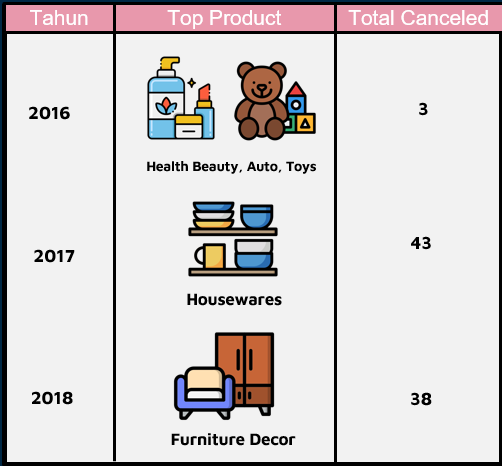 Tahun Top Product Total Canceled
2016 Health Beauty, Auto, Toys 3
2017 Housewares 43
2018 Furniture Decor 38